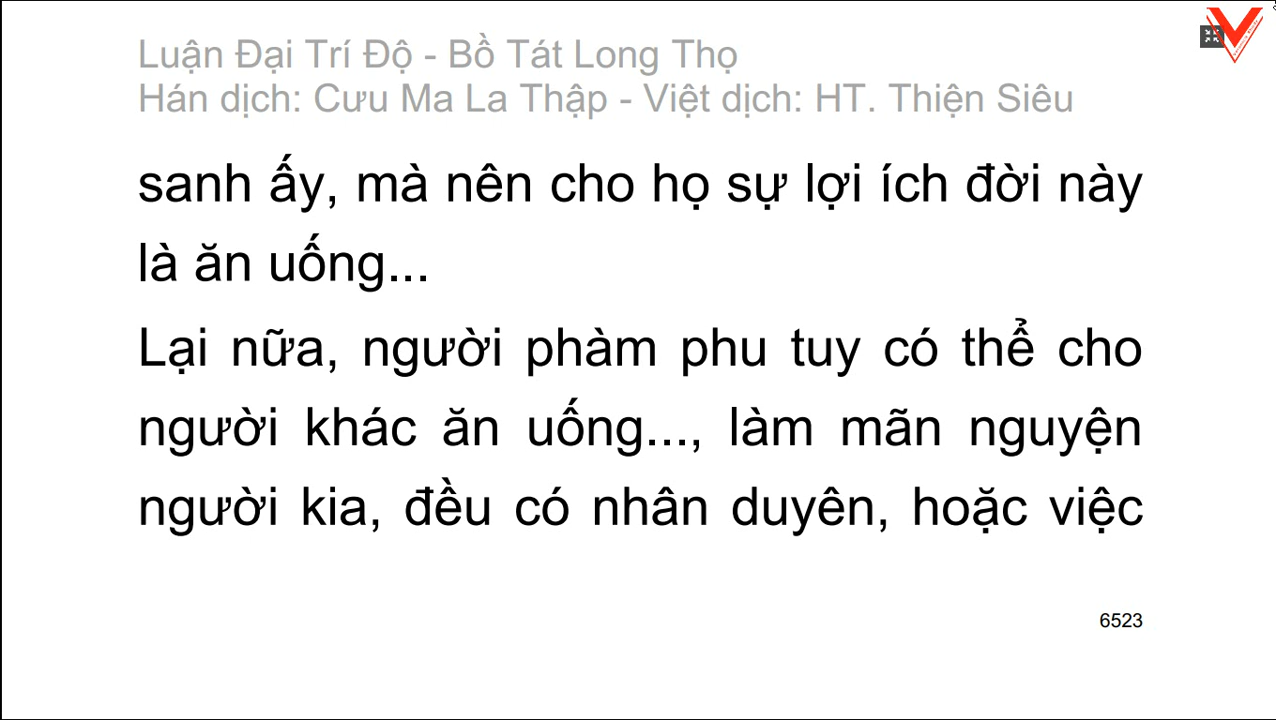 Luận Đại Trí Độ - Bồ Tát Long Thọ
Hán dịch: Cưu Ma La Thập - Việt dịch: HT. Thiện Siêu
sanh ấy, mà nên cho họ sự lợi ích đời này
là ăn uống...
Lại nữa, người phàm phu tuy có thể cho
người khác ăn uống..., làm mãn nguyện
người kia, đều có nhân duyên, hoặc việc
6523